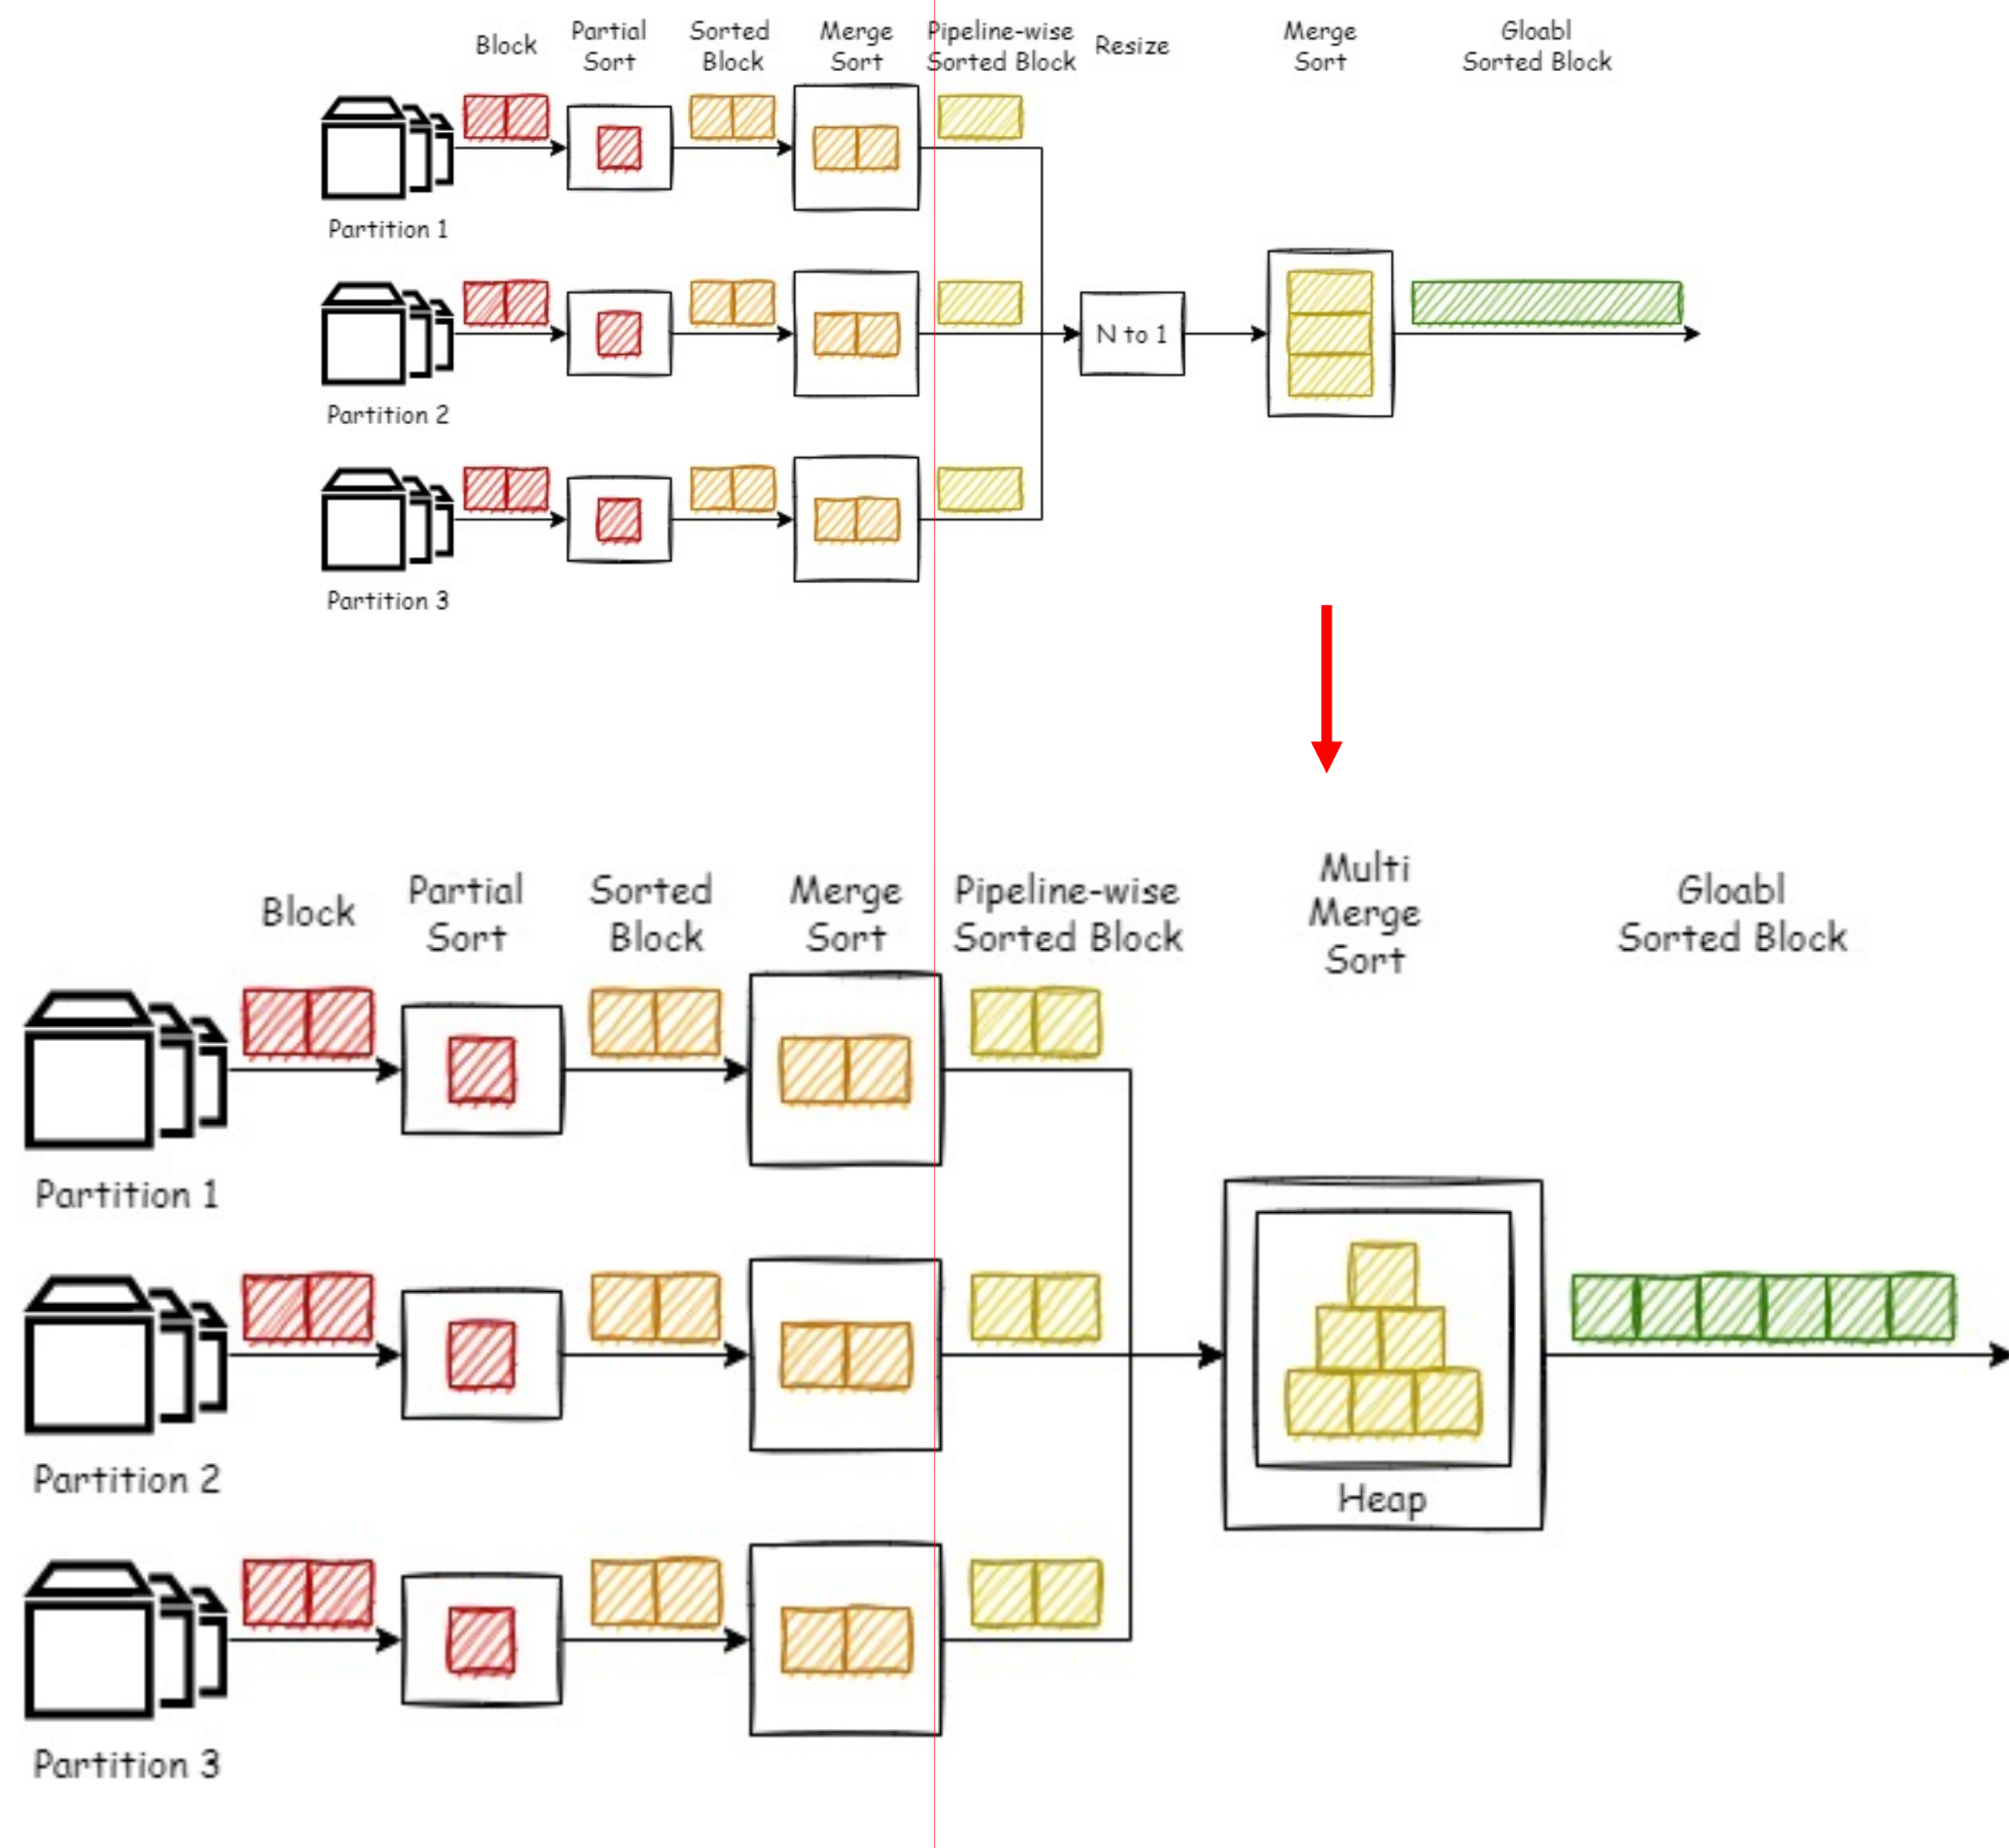 Block
Partial
Sort
Sorted
Block
Merge
Sort
Pipeline-wise
Sorted Block
Resize
Merge
Sort
Gloabl
Sorted Block
Partition 1
Partition 2
N to 1
Partition 3
Block
Partial
Sort
Sorted
Block
Merge
Sort
Pipeline-wise
Sorted Block
Multi
Merge
Sort
Gloabl
Sorted Block
Partition 1
Partition 2
Heap
Partition 3